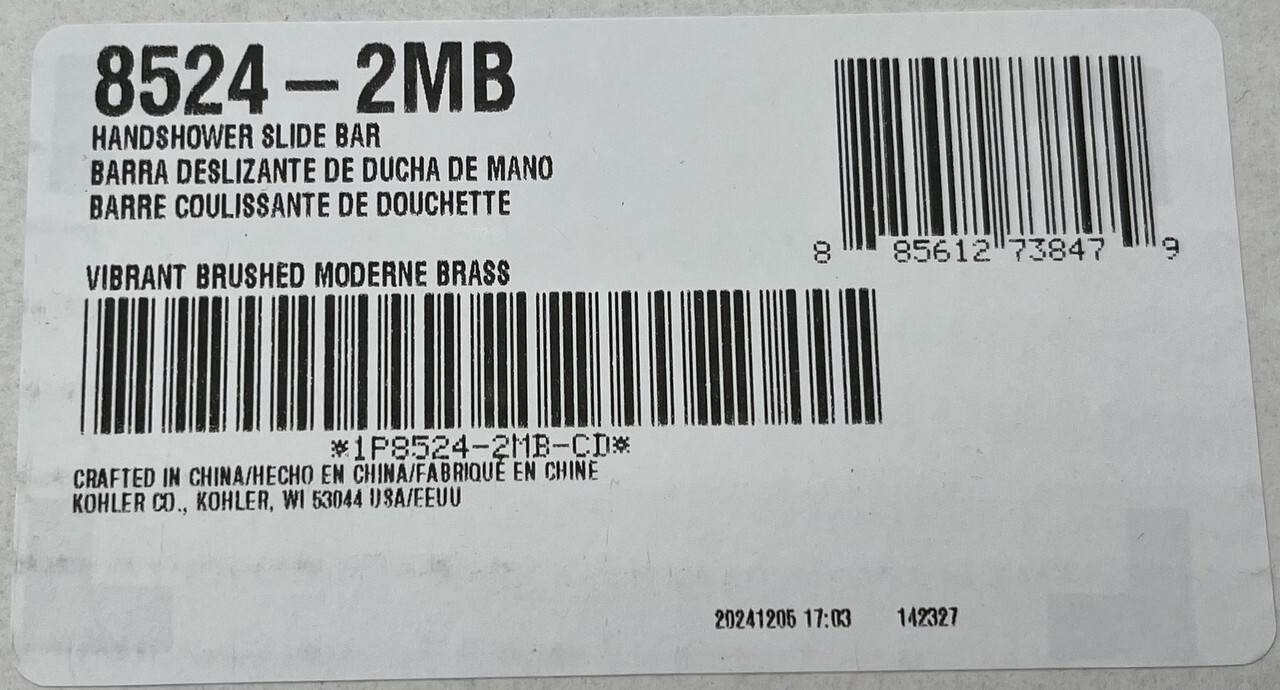 8524-2MB
HANDSHOWER SLIDE BAR
BARRA DESLIZANTE DE DUCHA DE MANO
BARRE COULISSANTE DE DOUCHETTE
8 85612 73847 9
VIBRANT BRUSHED MODERNE BRASS
*1P8524-2MB-CD*
CRAFTED IN CHINA/HECHO EN CHINA/FABRIQUÉ EN CHINE
KOHLER CO., KOHLER, WI 53044 USA/EEUU
20241205 17:03 142327